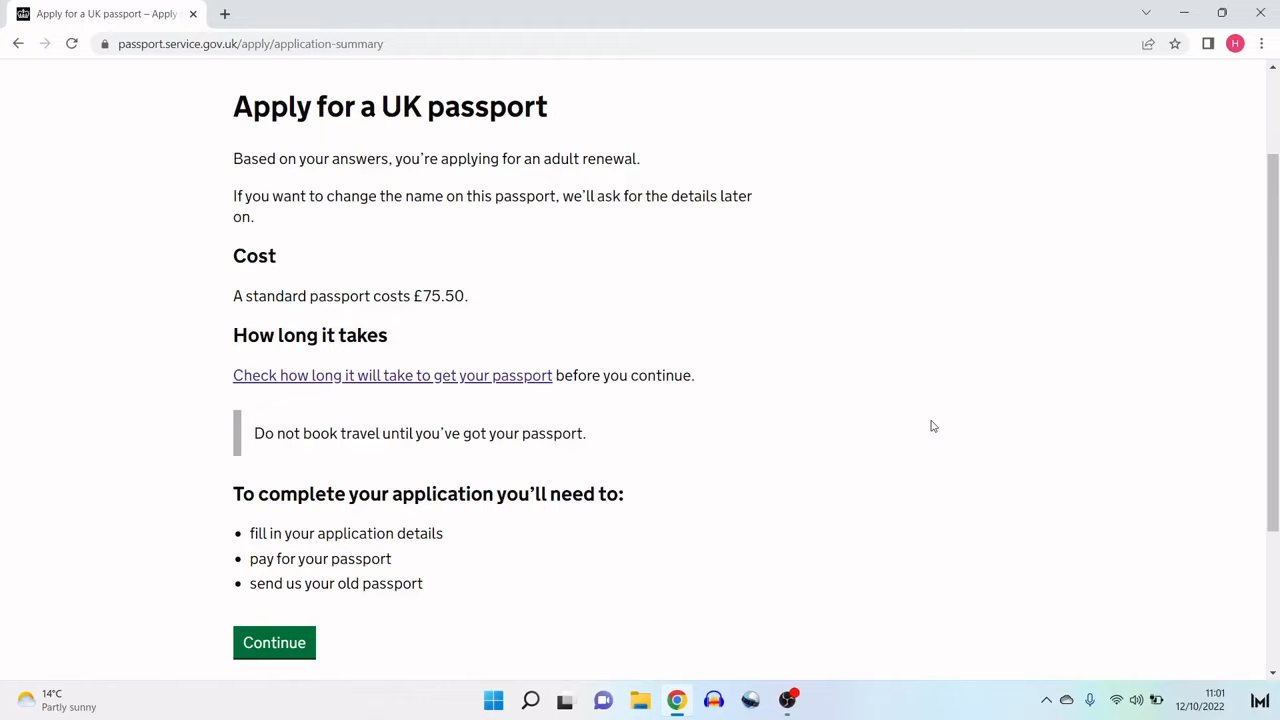 Apply for a UK passport – Apply
passport.service.gov.uk/apply/application-summary
H
Apply for a UK passport
Based on your answers, you’re applying for an adult renewal.
If you want to change the name on this passport, we’ll ask for the details later
on.
Cost
A standard passport costs £75.50.
How long it takes
Check how long it will take to get your passport before you continue.
Do not book travel until you’ve got your passport.
To complete your application you’ll need to:
• fill in your application details
• pay for your passport
• send us your old passport
Continue
14°C
Partly sunny
11:01
12/10/2022